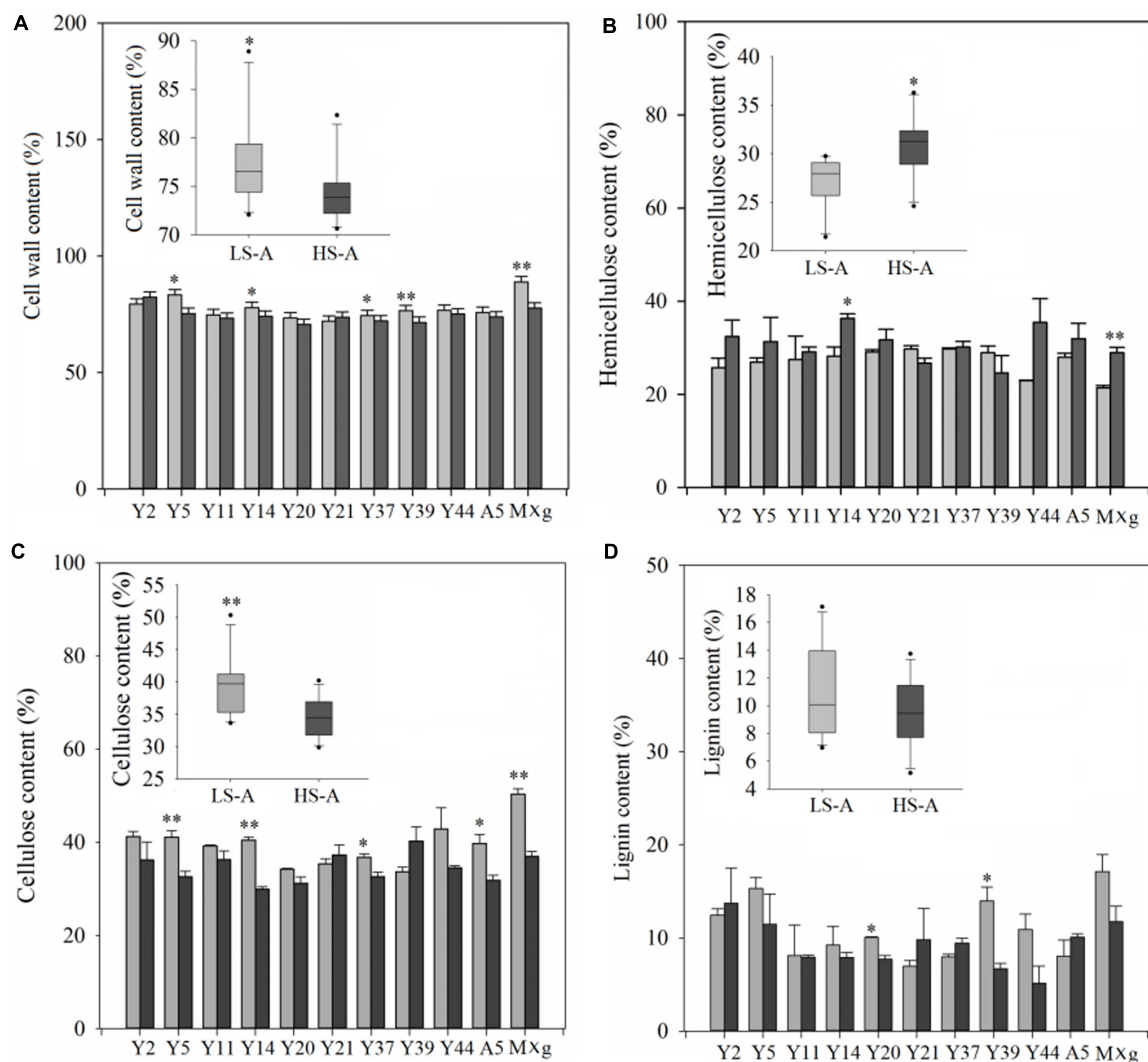 A
Cell wall content (%)
200
150
100
50
0
Cell wall content (%)
90
85
80
75
70
*
LS-A HS-A
* * * ** **
Y2 Y5 Y11 Y14 Y20 Y21 Y37 Y39 Y44 A5 Mxg
B
Hemicellulose content (%)
100
80
60
40
20
0
Hemicellulose content (%)
40
35
30
25
20
*
LS-A HS-A
* **
Y2 Y5 Y11 Y14 Y20 Y21 Y37 Y39 Y44 A5 Mxg
C
Cellulose content (%)
100
80
60
40
20
0
Cellulose content (%)
55
50
45
40
35
30
25
**
LS-A HS-A
** ** * * **
Y2 Y5 Y11 Y14 Y20 Y21 Y37 Y39 Y44 A5 Mxg
D
Lignin content (%)
50
40
30
20
10
0
Lignin content (%)
18
16
14
12
10
8
6
4
LS-A HS-A
* *
Y2 Y5 Y11 Y14 Y20 Y21 Y37 Y39 Y44 A5 Mxg